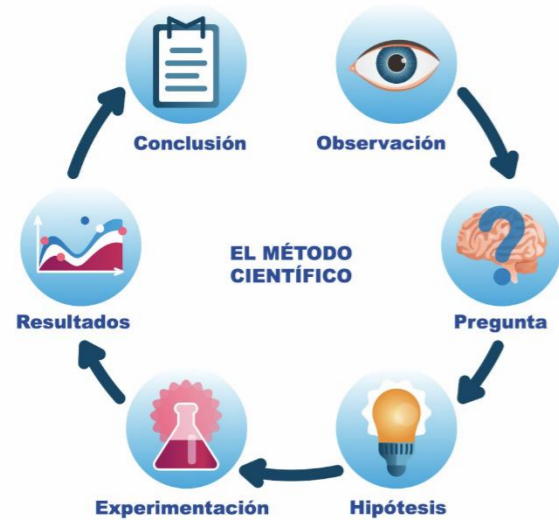 Conclusión
Observación
EL MÉTODO
CIENTÍFICO
Resultados
Pregunta
Experimentación
Hipótesis